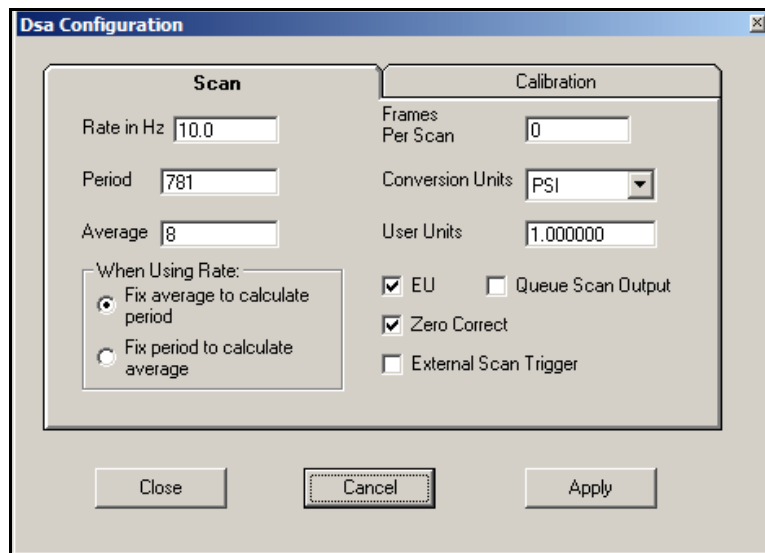 Dsa Configuration
Scan
Calibration
Rate in Hz 10.0
Frames
Per Scan 0
Period 781
Conversion Units PSI
Average 8
User Units 1.000000
When Using Rate:
Fix average to calculate
period
Fix period to calculate
average
EU
Queue Scan Output
Zero Correct
External Scan Trigger
Close
Cancel
Apply